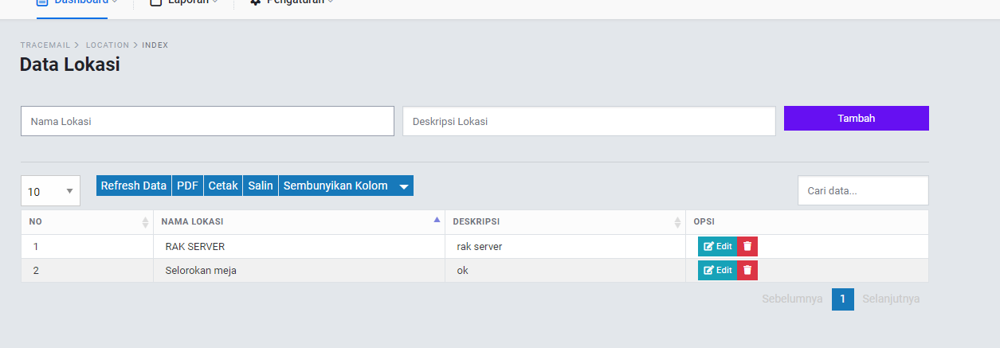 Dashboard Laporan Pengaturan
TRACEMAIL > LOCATION > INDEX
Data Lokasi
Nama Lokasi Deskripsi Lokasi Tambah
10 Refresh Data PDF Cetak Salin Sembunyikan Kolom Cari data...
NO NAMA LOKASI DESKRIPSI OPSI
1 RAK SERVER rak server Edit
2 Selorokan meja ok Edit
Sebelumnya 1 Selanjutnya